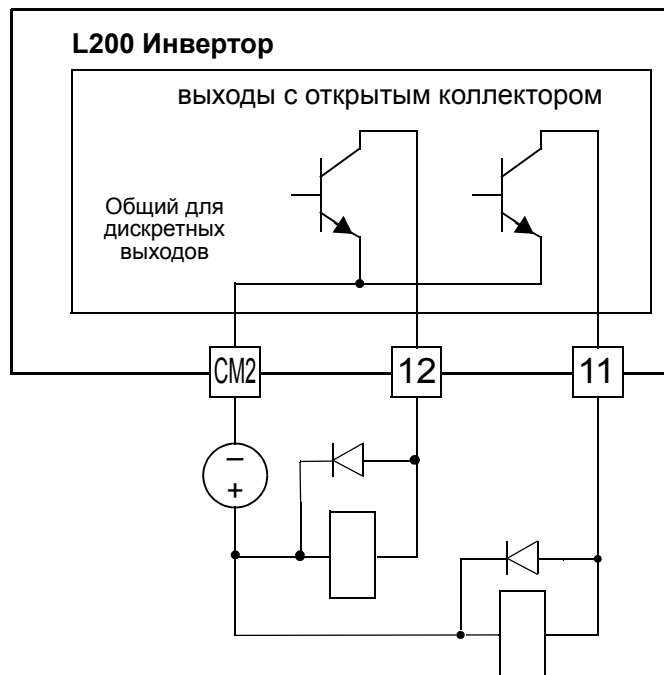 L200 Инвертор
выходы с открытым коллектором
Общий для
дискретных
выходов
CM2
12
11
−
+